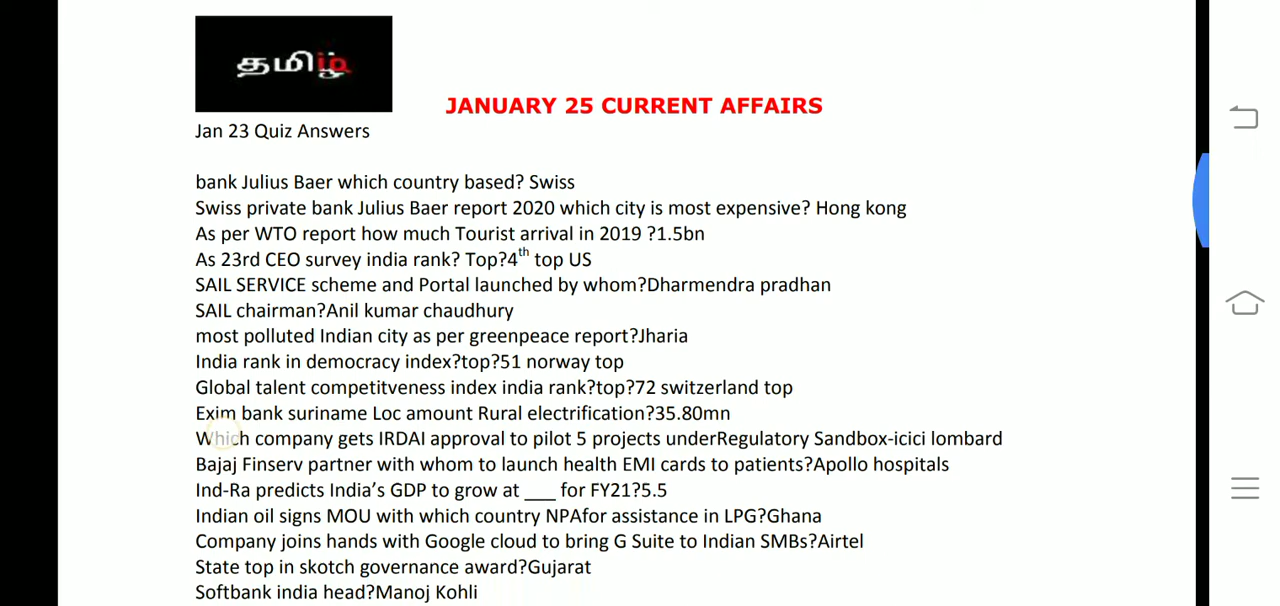 தமிழ்
JANUARY 25 CURRENT AFFAIRS
Jan 23 Quiz Answers
bank Julius Baer which country based? Swiss
Swiss private bank Julius Baer report 2020 which city is most expensive? Hong kong
As per WTO report how much Tourist arrival in 2019 ?1.5bn
As 23rd CEO survey india rank? Top?4th top US
SAIL SERVICE scheme and Portal launched by whom?Dharmendra pradhan
SAIL chairman?Anil kumar chaudhury
most polluted Indian city as per greenpeace report?Jharia
India rank in democracy index?top?51 norway top
Global talent competitveness index india rank?top?72 switzerland top
Exim bank suriname Loc amount Rural electrification?35.80mn
Which company gets IRDAI approval to pilot 5 projects underRegulatory Sandbox-icici lombard
Bajaj Finserv partner with whom to launch health EMI cards to patients?Apollo hospitals
Ind-Ra predicts India’s GDP to grow at ___ for FY21?5.5
Indian oil signs MOU with which country NPAfor assistance in LPG?Ghana
Company joins hands with Google cloud to bring G Suite to Indian SMBs?Airtel
State top in skotch governance award?Gujarat
Softbank india head?Manoj Kohli